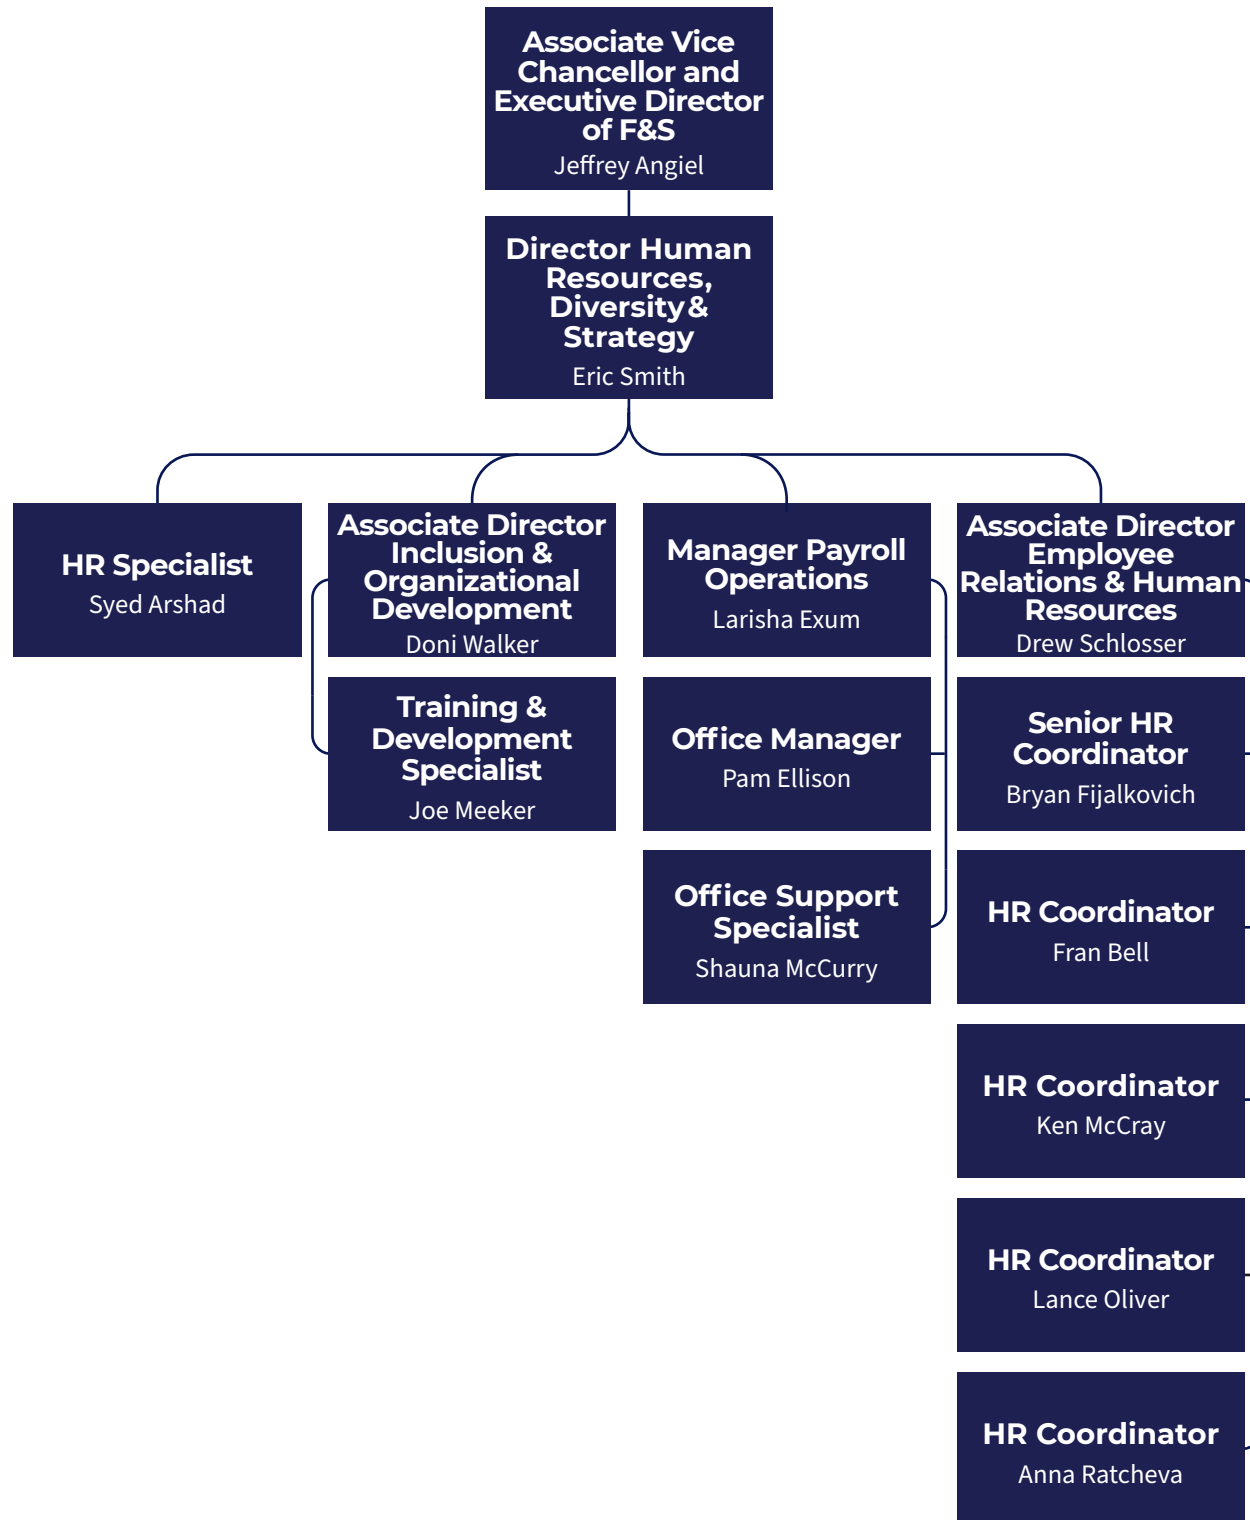 Associate Vice
Chancellor and
Executive Director
of F&S
Jeffrey Angiel
Director Human
Resources,
Diversity &
Strategy
Eric Smith
HR Specialist
Syed Arshad
Associate Director
Inclusion &
Organizational
Development
Doni Walker
Training &
Development
Specialist
Joe Meeker
Manager Payroll
Operations
Larisha Exum
Office Manager
Pam Ellison
Office Support
Specialist
Shauna McCurry
Associate Director
Employee
Relations & Human
Resources
Drew Schlosser
Senior HR
Coordinator
Bryan Fijalkovich
HR Coordinator
Fran Bell
HR Coordinator
Ken McCray
HR Coordinator
Lance Oliver
HR Coordinator
Anna Ratcheva